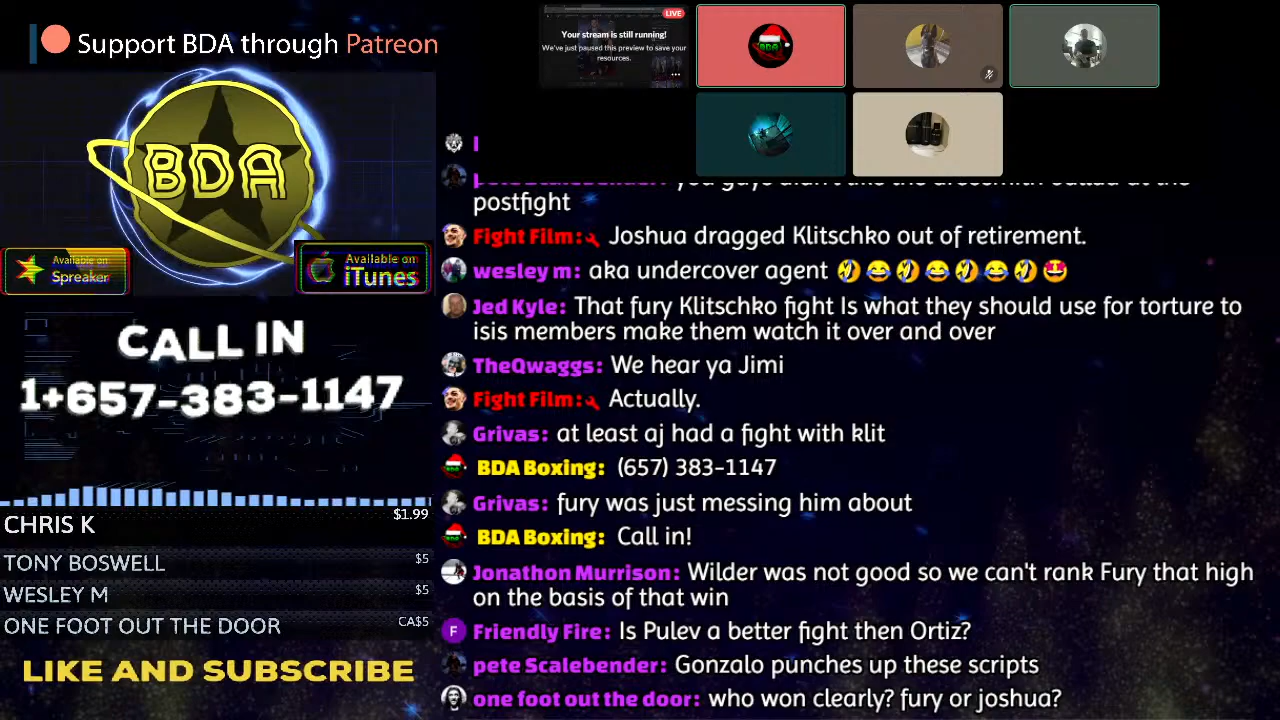 Support BDA through Patreon
BDA
Available on
Spreaker
Available on
iTunes
CALL IN
1+657-383-1147
CHRIS K $1.99
TONY BOSWELL $5
WESLEY M $5
ONE FOOT OUT THE DOOR CA$5
LIKE AND SUBSCRIBE
LIVE
Your stream is still running!
We've just paused this preview to save your
resources.
BDA
postfight
Fight Film: Joshua dragged Klitschko out of retirement.
wesley m: aka undercover agent 🤣😂🤣😂🤣😂🤣🤩
Jed Kyle: That fury Klitschko fight Is what they should use for torture to
isis members make them watch it over and over
TheQwaggs: We hear ya Jimi
Fight Film: Actually.
Grivas: at least aj had a fight with klit
BDA Boxing: (657) 383-1147
Grivas: fury was just messing him about
BDA Boxing: Call in!
Jonathon Murrison: Wilder was not good so we can't rank Fury that high
on the basis of that win
F Friendly Fire: Is Pulev a better fight then Ortiz?
pete Scalebender: Gonzalo punches up these scripts
one foot out the door: who won clearly? fury or joshua?